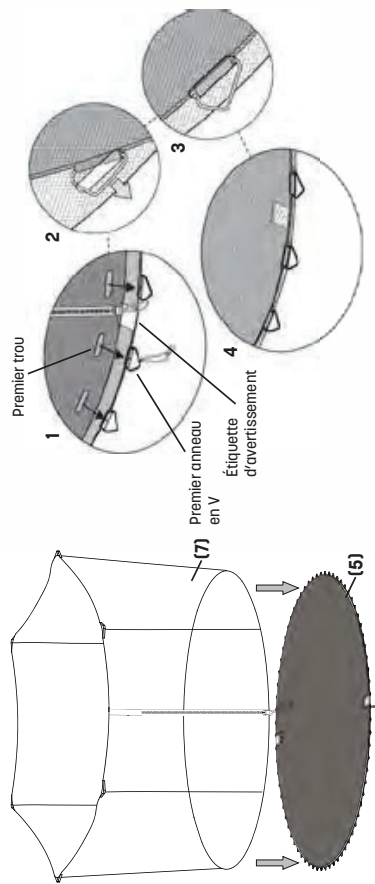 (7)
(5)
1
Premier trou
Premier anneau
en V
Étiquette
d'avertissement
2
3
4